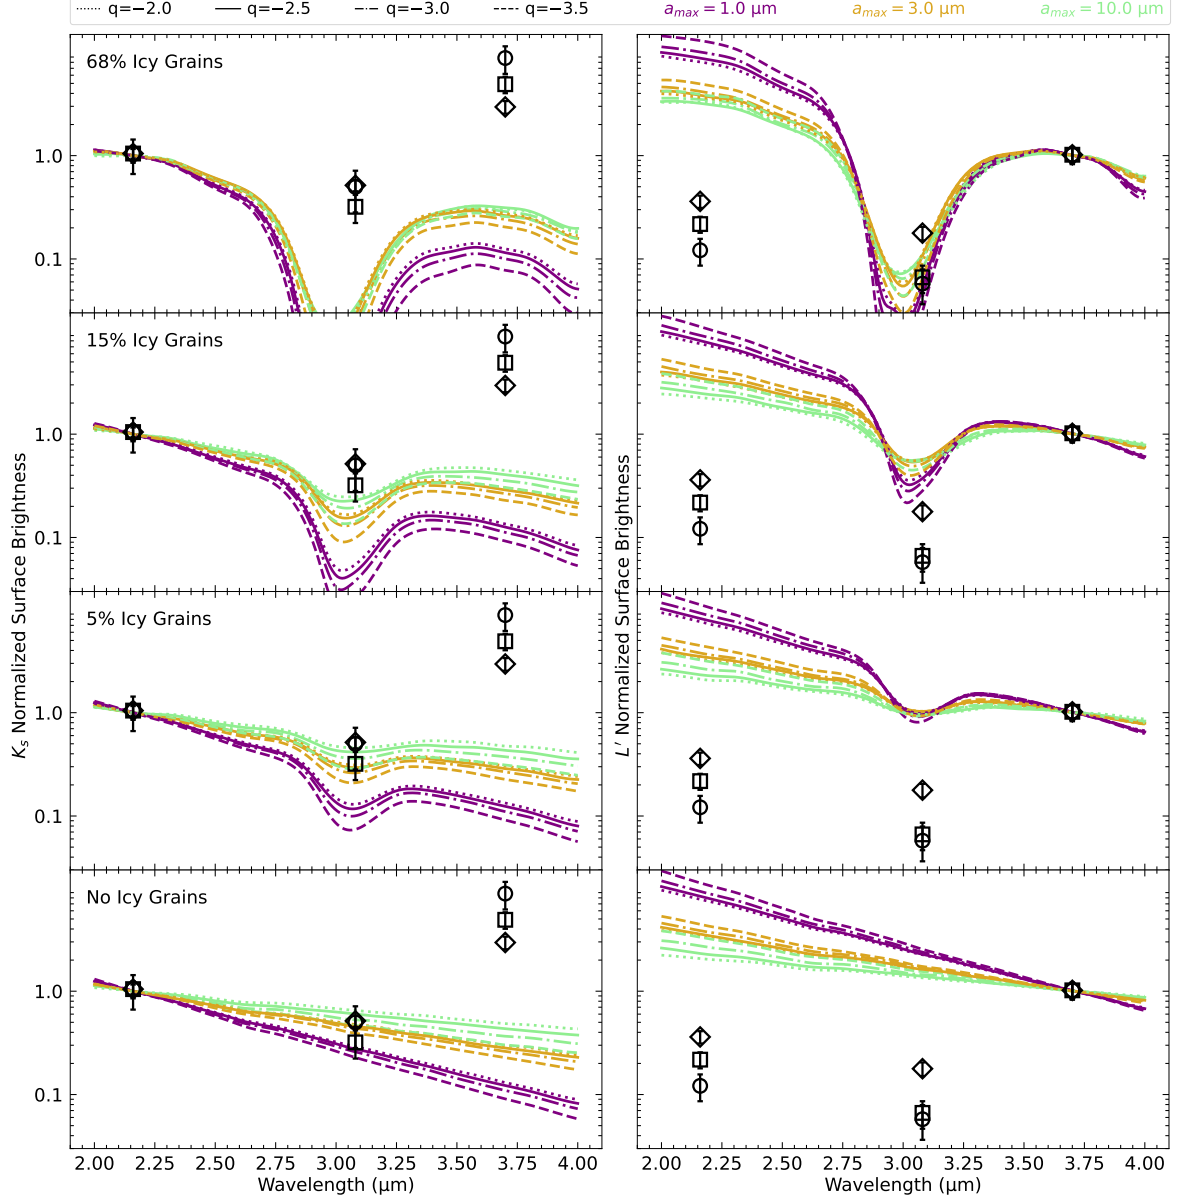 q=−2.0 q=−2.5 q=−3.0 q=−3.5 a_max = 1.0 μm a_max = 3.0 μm a_max = 10.0 μm
68% Icy Grains
1.0
0.1
15% Icy Grains
1.0
0.1
5% Icy Grains
1.0
0.1
No Icy Grains
1.0
0.1
K_s Normalized Surface Brightness
L′ Normalized Surface Brightness
2.00 2.25 2.50 2.75 3.00 3.25 3.50 3.75 4.00
2.00 2.25 2.50 2.75 3.00 3.25 3.50 3.75 4.00
Wavelength (μm)
Wavelength (μm)